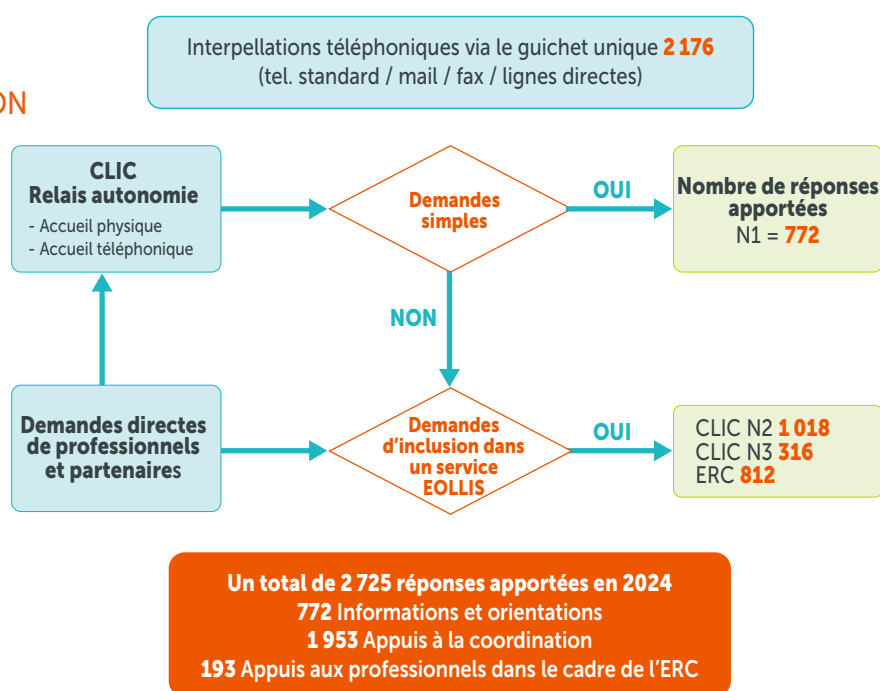 Interpellations téléphoniques via le guichet unique 2 176
(tel. standard / mail / fax / lignes directes)
ON
CLIC
Relais autonomie
- Accueil physique
- Accueil téléphonique
Demandes
simples
OUI
Nombre de réponses
apportées
N1 = 772
NON
Demandes directes
de professionnels
et partenaires
Demandes
d'inclusion dans
un service
EOLLIS
OUI
CLIC N2 1 018
CLIC N3 316
ERC 812
Un total de 2 725 réponses apportées en 2024
772 Informations et orientations
1 953 Appuis à la coordination
193 Appuis aux professionnels dans le cadre de l'ERC